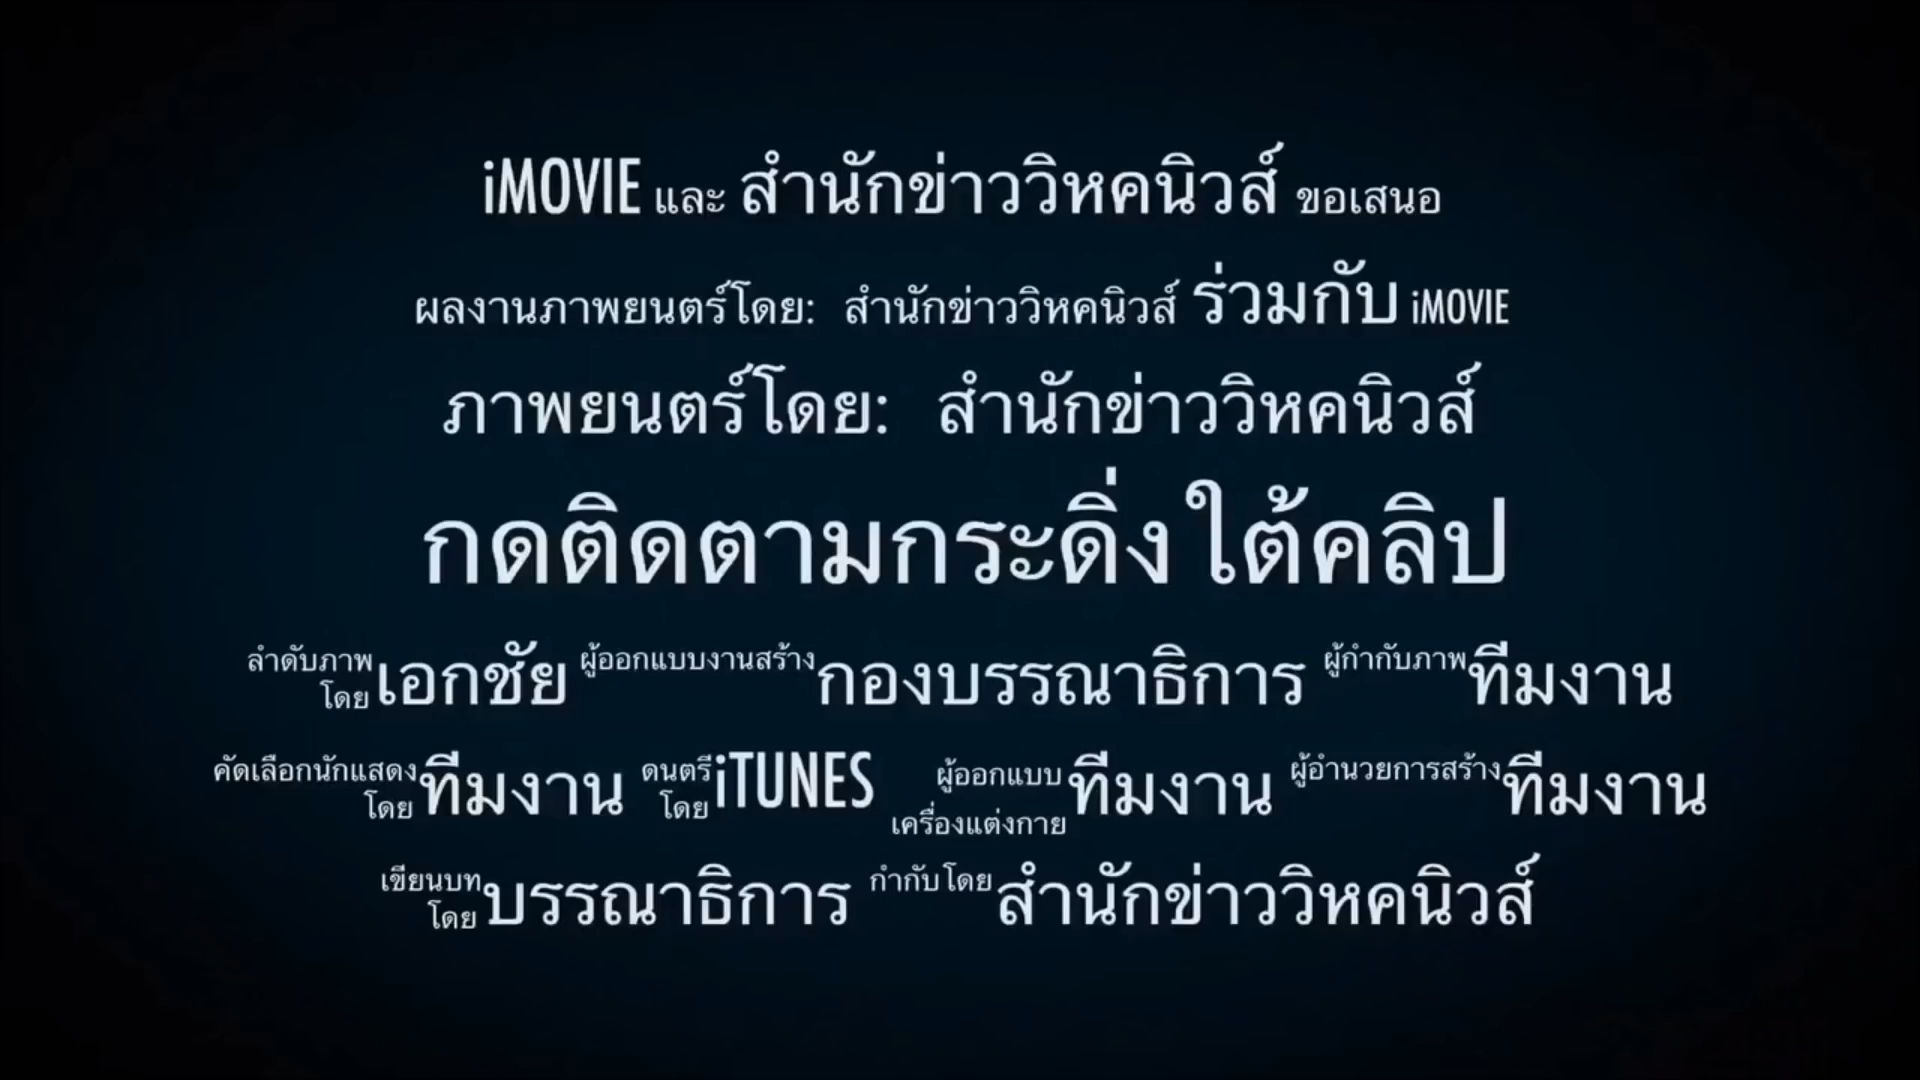 iMOVIE และ สำนักข่าววิหคนิวส์ ขอเสนอ
ผลงานภาพยนตร์โดย: สำนักข่าววิหคนิวส์ ร่วมกับ iMOVIE
ภาพยนตร์โดย: สำนักข่าววิหคนิวส์
กดติดตามกระดิ่งใต้คลิป
ลำดับภาพโดย เอกชัย ผู้ออกแบบงานสร้าง กองบรรณาธิการ ผู้กำกับภาพ ทีมงาน
คัดเลือกนักแสดงโดย ทีมงาน ดนตรีโดย iTUNES ผู้ออกแบบเครื่องแต่งกาย ทีมงาน ผู้อำนวยการสร้าง ทีมงาน
เขียนบทโดย บรรณาธิการ กำกับโดย สำนักข่าววิหคนิวส์